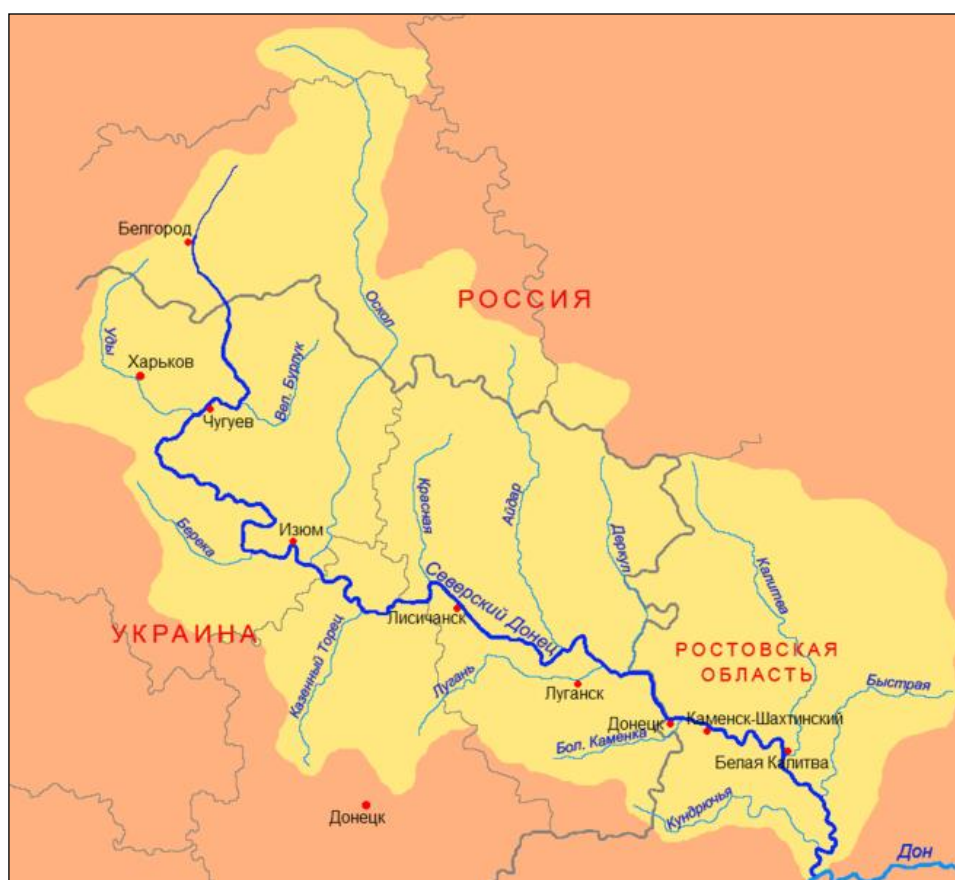 Белгород
РОССИЯ
Оскол
Уды
Харьков
Вел. Бурлук
Чугуев
Красная
Айдар
Берека
Изюм
Деркул
Калитва
Северский Донец
Лисичанск
УКРАИНА
Казенный Торец
РОСТОВСКАЯ
ОБЛАСТЬ
Лугань
Луганск
Быстрая
Донецк
Каменск-Шахтинский
Бол. Каменка
Белая Калитва
Донецк
Кундрючья
Дон